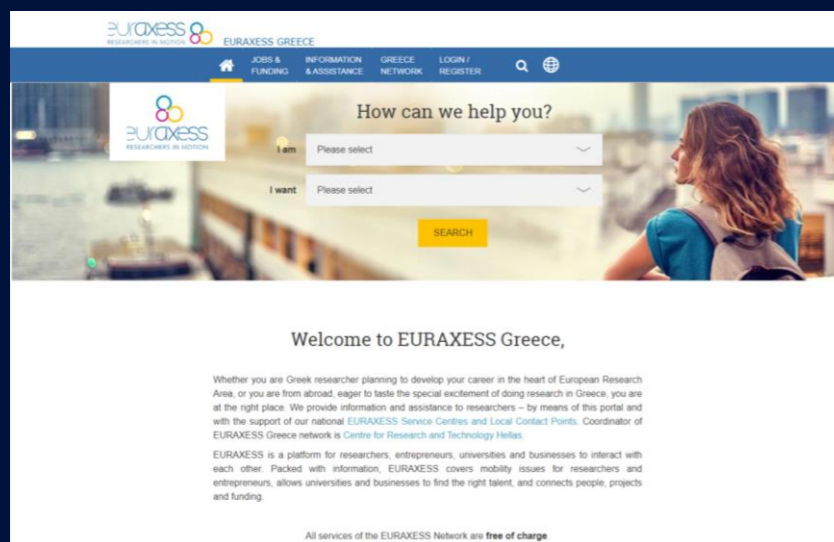 euraxess
RESEARCHERS IN MOTION
EURAXESS GREECE
JOBS & FUNDING
INFORMATION & ASSISTANCE
GREECE NETWORK
LOGIN / REGISTER
euraxess
RESEARCHERS IN MOTION
How can we help you?
I am Please select
I want Please select
SEARCH
Welcome to EURAXESS Greece,
Whether you are Greek researcher planning to develop your career in the heart of European Research
Area, or you are from abroad, eager to taste the special excitement of doing research in Greece, you are
at the right place. We provide information and assistance to researchers – by means of this portal and
with the support of our national EURAXESS Service Centres and Local Contact Points. Coordinator of
EURAXESS Greece network is Centre for Research and Technology Hellas.
EURAXESS is a platform for researchers, entrepreneurs, universities and businesses to interact with
each other. Packed with information, EURAXESS covers mobility issues for researchers and
entrepreneurs, allows universities and businesses to find the right talent, and connects people, projects
and funding.
All services of the EURAXESS Network are free of charge.